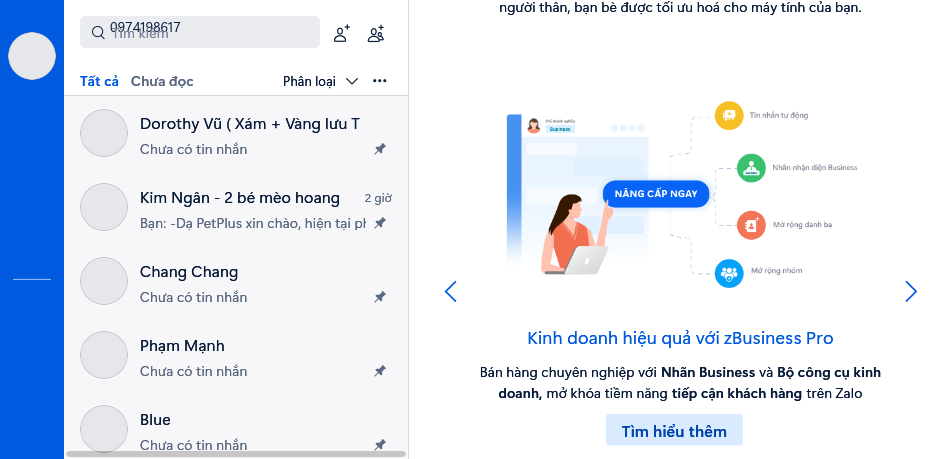 0974198617
Tìm kiếm
Tất cả Chưa đọc Phân loại
Dorothy Vũ ( Xám + Vàng lưu T
Chưa có tin nhắn
Kim Ngân - 2 bé mèo hoang 2 giờ
Bạn: -Dạ PetPlus xin chào, hiện tại ph
Chang Chang
Chưa có tin nhắn
Phạm Mạnh
Chưa có tin nhắn
Blue
Chưa có tin nhắn
người thân, bạn bè được tối ưu hoá cho máy tính của bạn.
Chủ doanh nghiệp
Business
Tin nhắn tự động
Nhãn nhận diện Business
NÂNG CẤP NGAY
Mở rộng danh bạ
Mở rộng nhóm
Kinh doanh hiệu quả với zBusiness Pro
Bán hàng chuyên nghiệp với Nhãn Business và Bộ công cụ kinh
doanh, mở khóa tiềm năng tiếp cận khách hàng trên Zalo
Tìm hiểu thêm